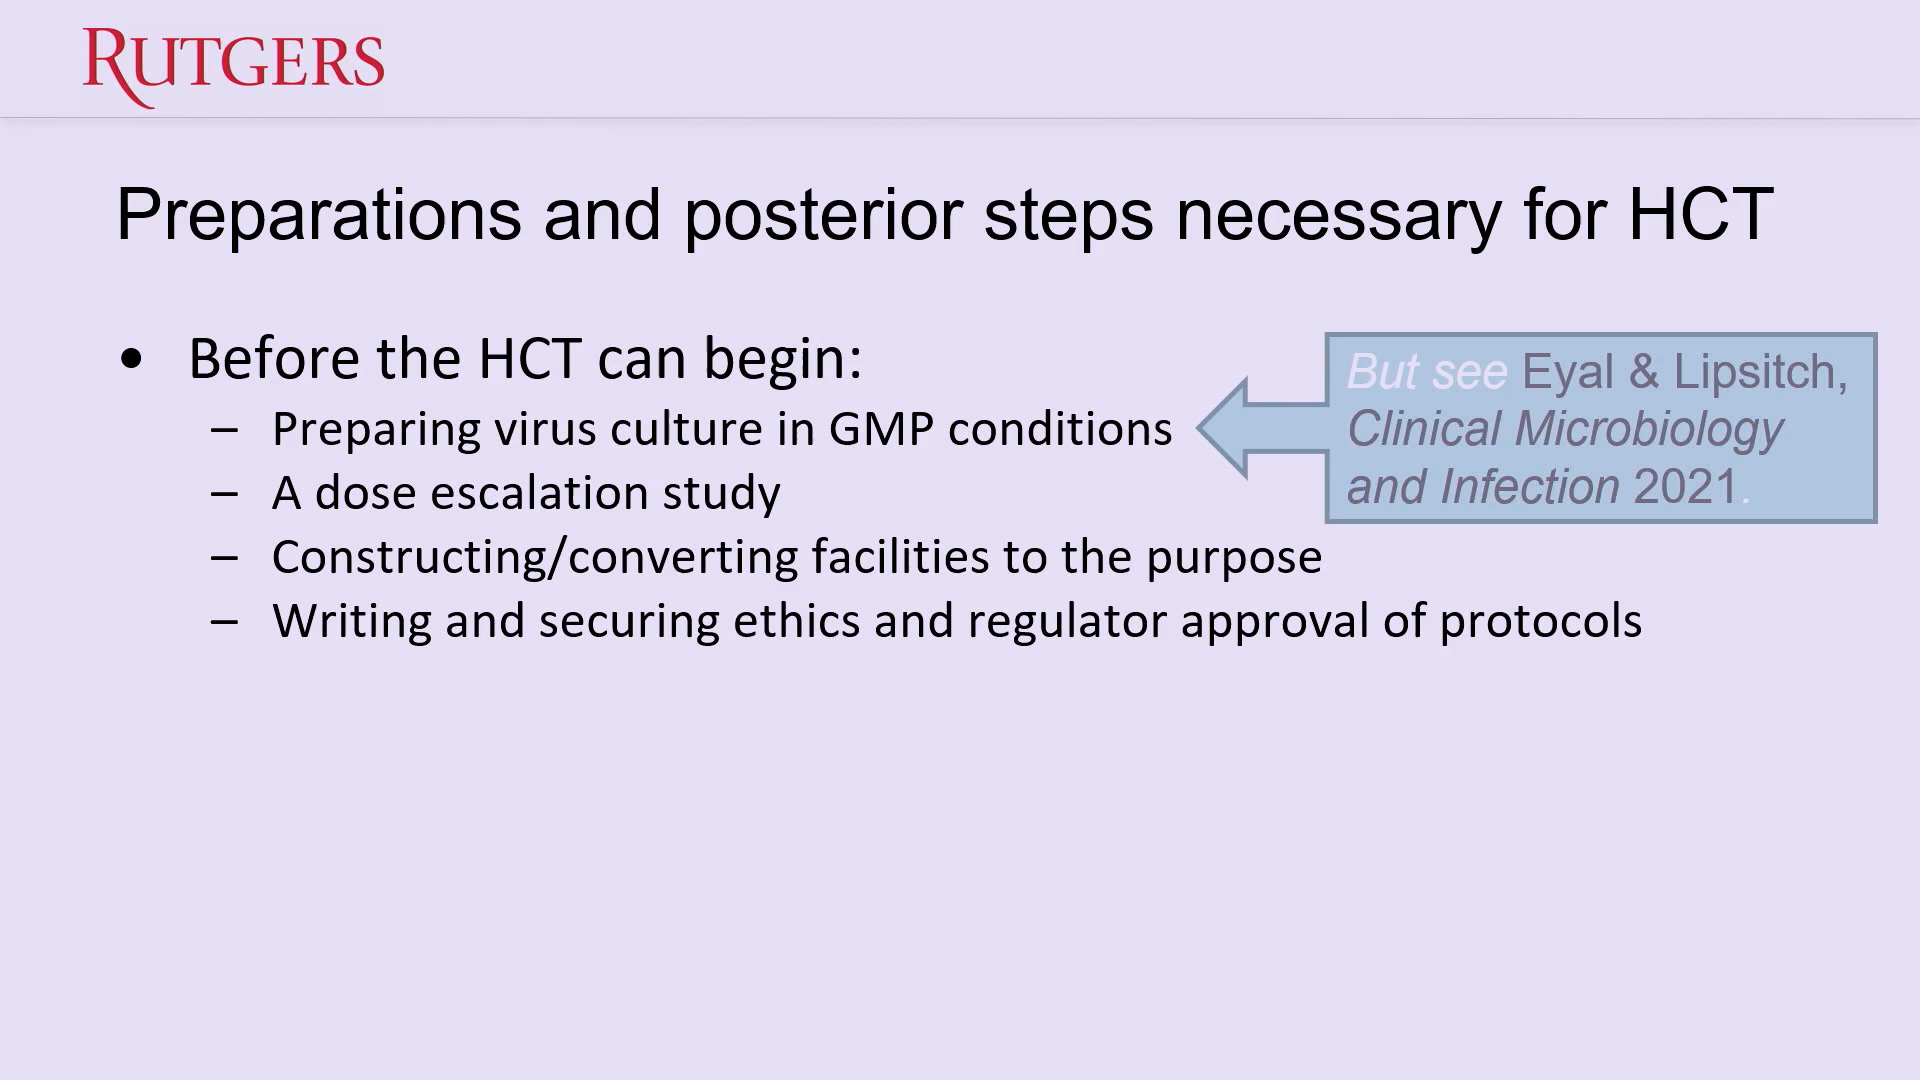 RUTGERS
Preparations and posterior steps necessary for HCT
• Before the HCT can begin:
– Preparing virus culture in GMP conditions
– A dose escalation study
– Constructing/converting facilities to the purpose
– Writing and securing ethics and regulator approval of protocols
But see Eyal & Lipsitch,
Clinical Microbiology
and Infection 2021.